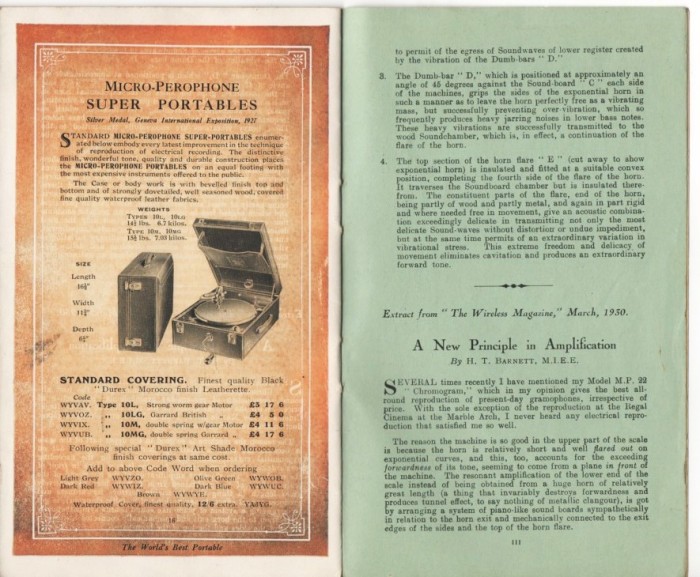 MICRO-PEROPHONE
SUPER PORTABLES
Silver Medal, Geneva International Exposition, 1927
STANDARD MICRO-PEROPHONE SUPER-PORTABLES enumer-
ated below embody every latest improvement in the technique
of reproduction of electrical recording. The distinctive
finish, wonderful tone, quality and durable construction places
the MICRO-PEROPHONE PORTABLES on an equal footing with
the most expensive instruments offered to the public.
The Case or body work is with bevelled finish top and
bottom and of strongly dovetailed, well seasoned wood, covered
fine quality waterproof leather fabrics.
WEIGHTS
TYPES 10L, 10LG
14½ lbs. 6.7 kilos.
TYPE 10M, 10MG
15½ lbs. 7.03 kilos.
SIZE
Length
16¼"
Width
11¾"
Depth
STANDARD COVERING. Finest quality Black
"Durex" Morocco finish Leatherette.
Code
WYVAV. Type 10L, Strong worm gear Motor £3 17 6
WYVOZ. ,, 10LG, Garrard British ,, £4 5 0
WYVIX. ,, 10M, double spring w/gear Motor £4 11 6
WYVUB. ,, 10MG, double spring Garrard ,, £4 17 6
Following special "Durex" Art Shade Morocco
finish coverings at same cost.
Add to above Code Word when ordering
Light Grey WYYZO. Olive Green WYWOB.
Dark Red WYWIZ. Dark Blue WYWUC.
Brown WYWYE.
Waterproof Cover, finest quality, 12/6 extra. YAIVG.
16
The World's Best Portable
to permit of the egress of Soundwaves of lower register created
by the vibration of the Dumb-bars "D."
3. The Dumb-bar "D," which is positioned at approximately an
angle of 45 degrees against the Sound-board "C" each side
of the machines, grips the sides of the exponential horn in
such a manner as to leave the horn perfectly free as a vibrating
mass, but successfully preventing over-vibration, which so
frequently produces heavy jarring noises in lower bass notes.
These heavy vibrations are successfully transmitted to the
wood Soundchamber, which is, in effect, a continuation of the
flare of the horn.
4. The top section of the horn flare "E" (cut away to show
exponential horn) is insulated and fitted at a suitable convex
position, completing the fourth side of the flare of the horn.
It traverses the Soundboard chamber but is insulated there-
from. The constituent parts of the flare, end of the horn,
being partly of wood and partly metal, and again in part rigid
and where needed free in movement, give an acoustic combina-
tion exceedingly delicate in transmitting not only the most
delicate Sound-waves without distortion or undue impediment,
but at the same time permits of an extraordinary variation in
vibrational stress. This extreme freedom and delicacy of
movement eliminates cavitation and produces an extraordinary
forward tone.
Extract from "The Wireless Magazine," March, 1930.
A New Principle in Amplification
By H. T. BARNETT, M.I.E.E.
SEVERAL times recently I have mentioned my Model M.P. 22
"Chromogram," which in my opinion gives the best all-
round reproduction of present-day gramophones, irrespective of
price. With the sole exception of the reproduction at the Regal
Cinema at the Marble Arch, I never heard any electrical repro-
duction that satisfied me so well.
The reason the machine is so good in the upper part of the scale
is because the horn is relatively short and well flared out on
exponential curves, and this, too, accounts for the exceeding
forwardness of its tone, seeming to come from a plane in front of
the machine. The resonant amplification of the lower end of the
scale instead of being obtained from a huge horn of relatively
great length (a thing that invariably destroys forwardness and
produces tunnel effect, to say nothing of metallic clangour), is got
by arranging a system of piano-like sound boards sympathetically
in relation to the horn exit and mechanically connected to the exit
edges of the sides and the top of the horn flare.
111